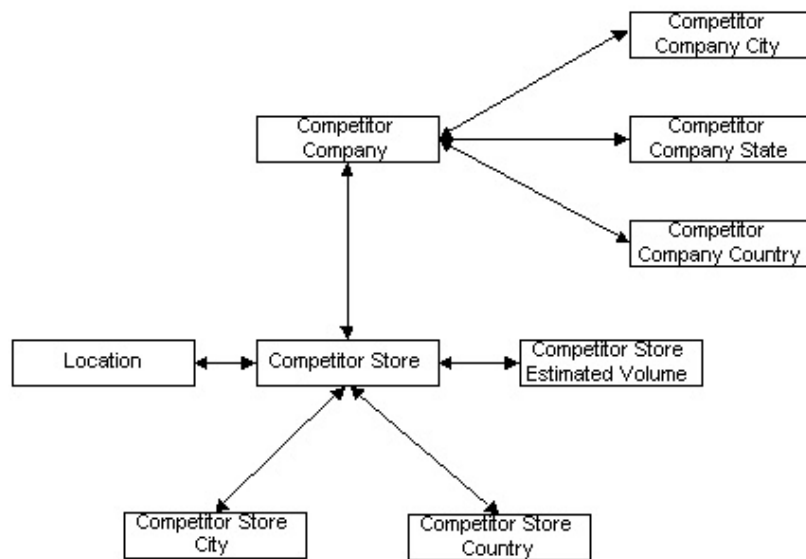 Competitor
Company City
Competitor
Company
Competitor
Company State
Competitor
Company Country
Location
Competitor Store
Competitor Store
Estimated Volume
Competitor Store
City
Competitor Store
Country